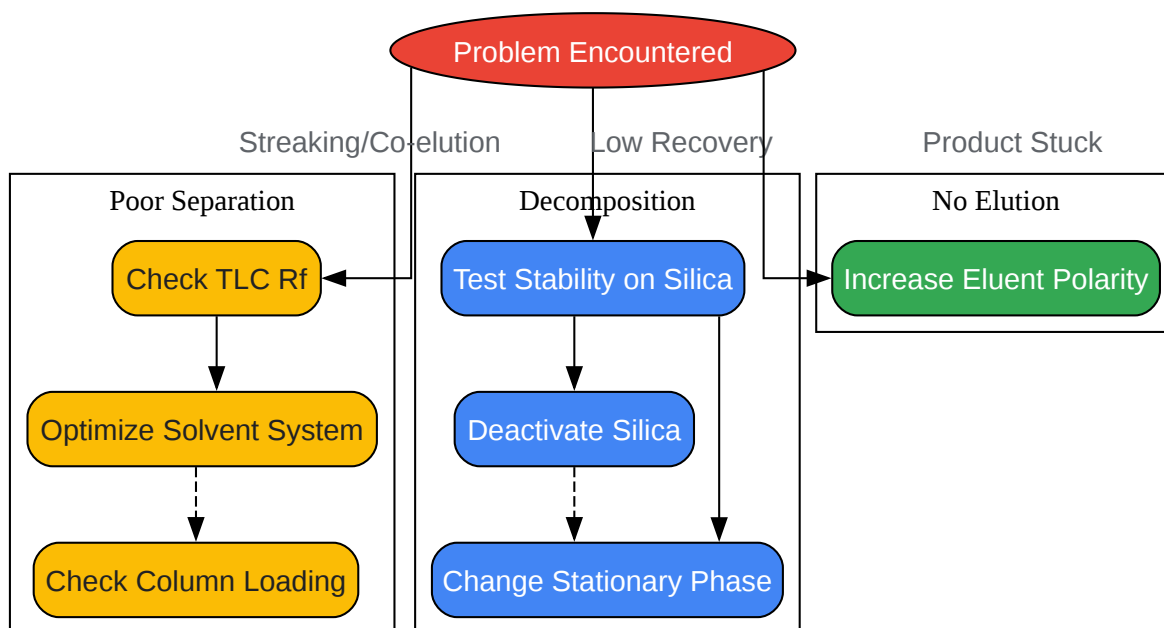 Problem Encountered
Streaking/Co-elution
Low Recovery
Product Stuck
Poor Separation
Decomposition
No Elution
Check TLC Rf
Test Stability on Silica
Increase Eluent Polarity
Optimize Solvent System
Deactivate Silica
Check Column Loading
Change Stationary Phase